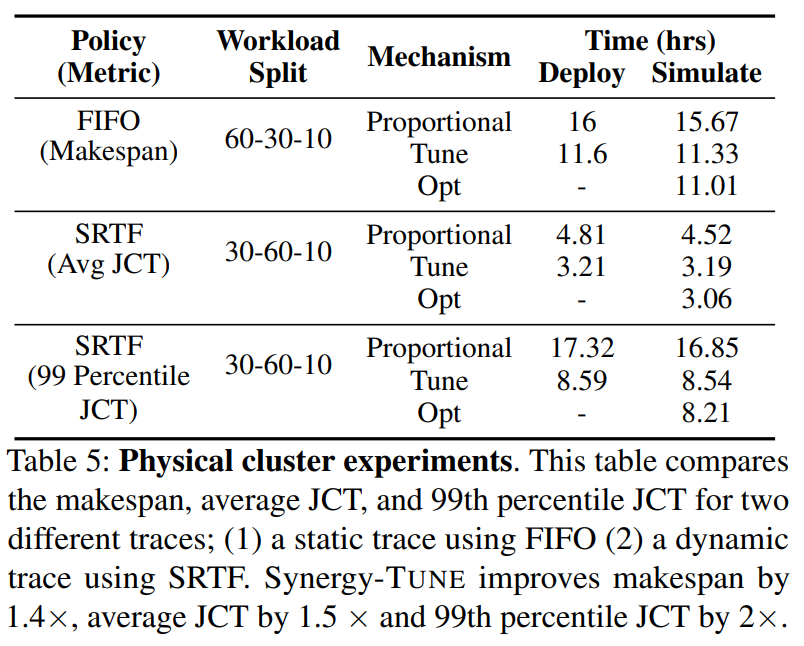 Policy (Metric) Workload Split Mechanism Time (hrs) Deploy Simulate
FIFO (Makespan) 60-30-10 Proportional 16 15.67
Tune 11.6 11.33
Opt - 11.01
SRTF (Avg JCT) 30-60-10 Proportional 4.81 4.52
Tune 3.21 3.19
Opt - 3.06
SRTF (99 Percentile JCT) 30-60-10 Proportional 17.32 16.85
Tune 8.59 8.54
Opt - 8.21
Table 5: Physical cluster experiments. This table compares
the makespan, average JCT, and 99th percentile JCT for two
different traces; (1) a static trace using FIFO (2) a dynamic
trace using SRTF. Synergy-TUNE improves makespan by
1.4×, average JCT by 1.5 × and 99th percentile JCT by 2×.